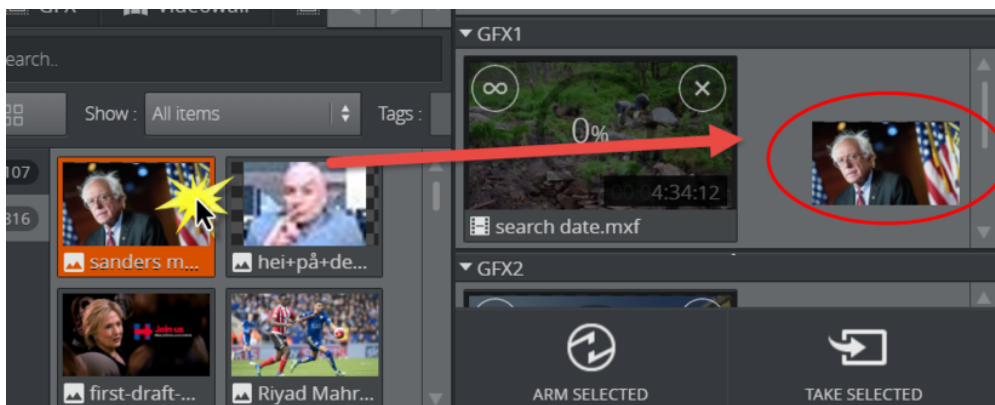 GFX
Videowall
earch..
Show : All items
Tags :
107
316
sanders m...
hei+på+de...
Join us
first-draft-...
Riyad Mahr...
GFX1
0%
4:34:12
search date.mxf
GFX2
ARM SELECTED
TAKE SELECTED